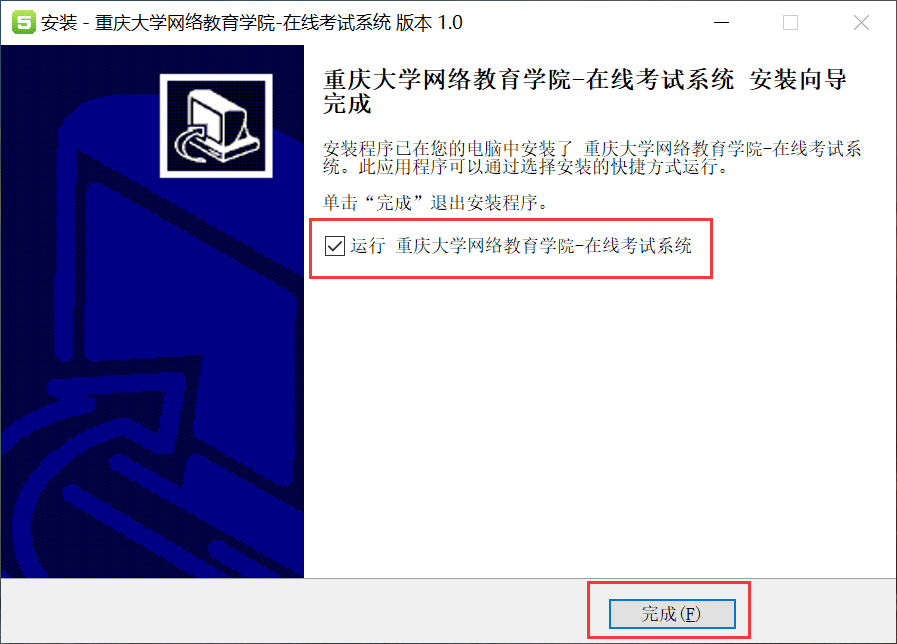 安装 - 重庆大学网络教育学院-在线考试系统 版本 1.0
重庆大学网络教育学院-在线考试系统 安装向导
完成
安装程序已在您的电脑中安装了 重庆大学网络教育学院-在线考试系
统。此应用程序可以通过选择安装的快捷方式运行。
单击“完成”退出安装程序。
运行 重庆大学网络教育学院-在线考试系统
完成(F)